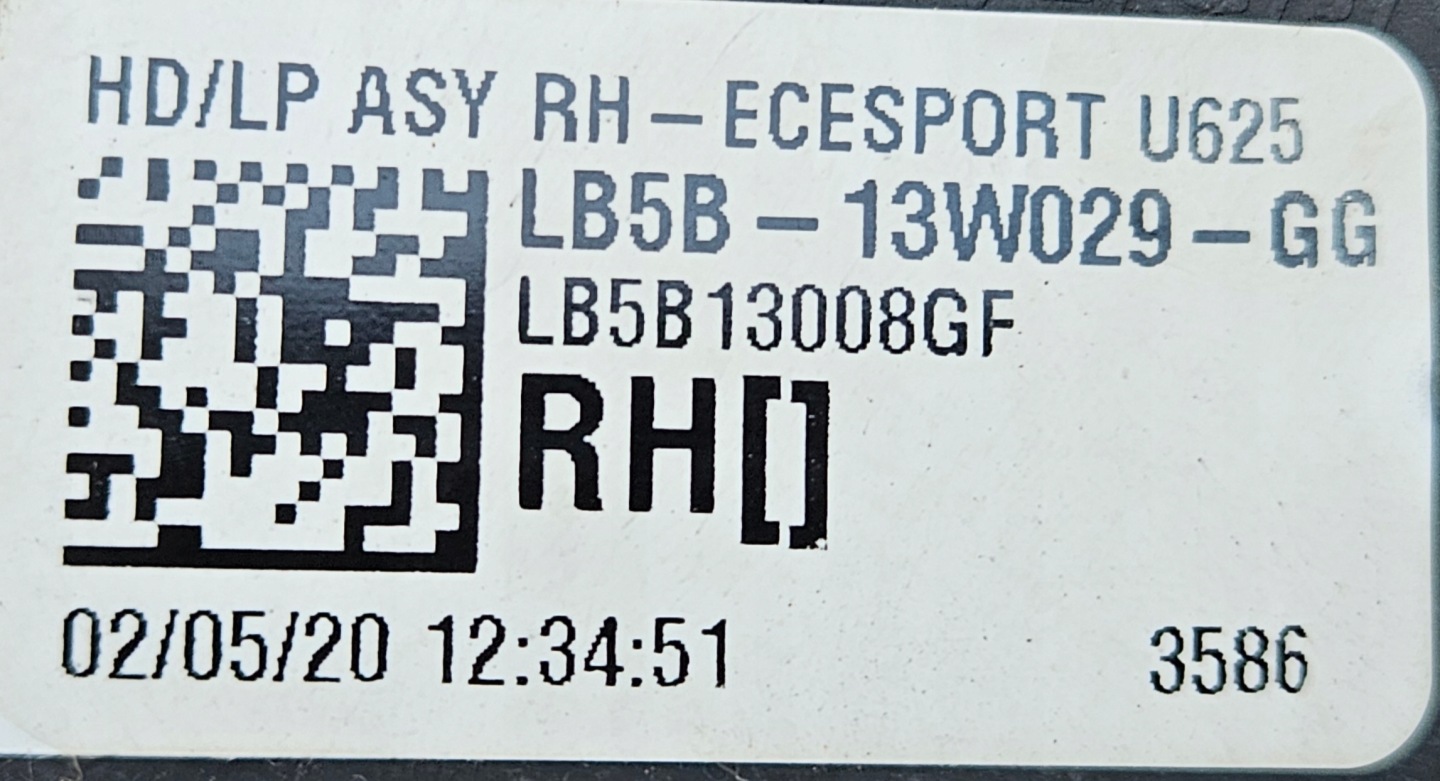 HD/LP ASY RH-ECESPORT U625
LB5B-13W029-GG
LB5B13008GF
RH[]
02/05/20 12:34:51 3586